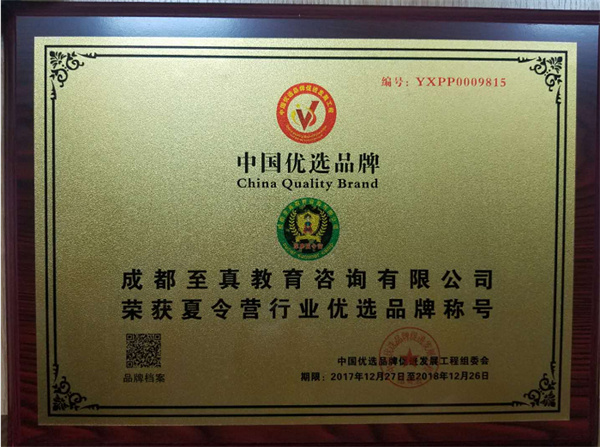 编号：YXPP0009815
中国优选品牌
China Quality Brand
成都至真教育咨询有限公司
荣获夏令营行业优选品牌称号
品牌档案
中国优选品牌促进发展工程组委会
期限：2017年12月27日至2018年12月26日